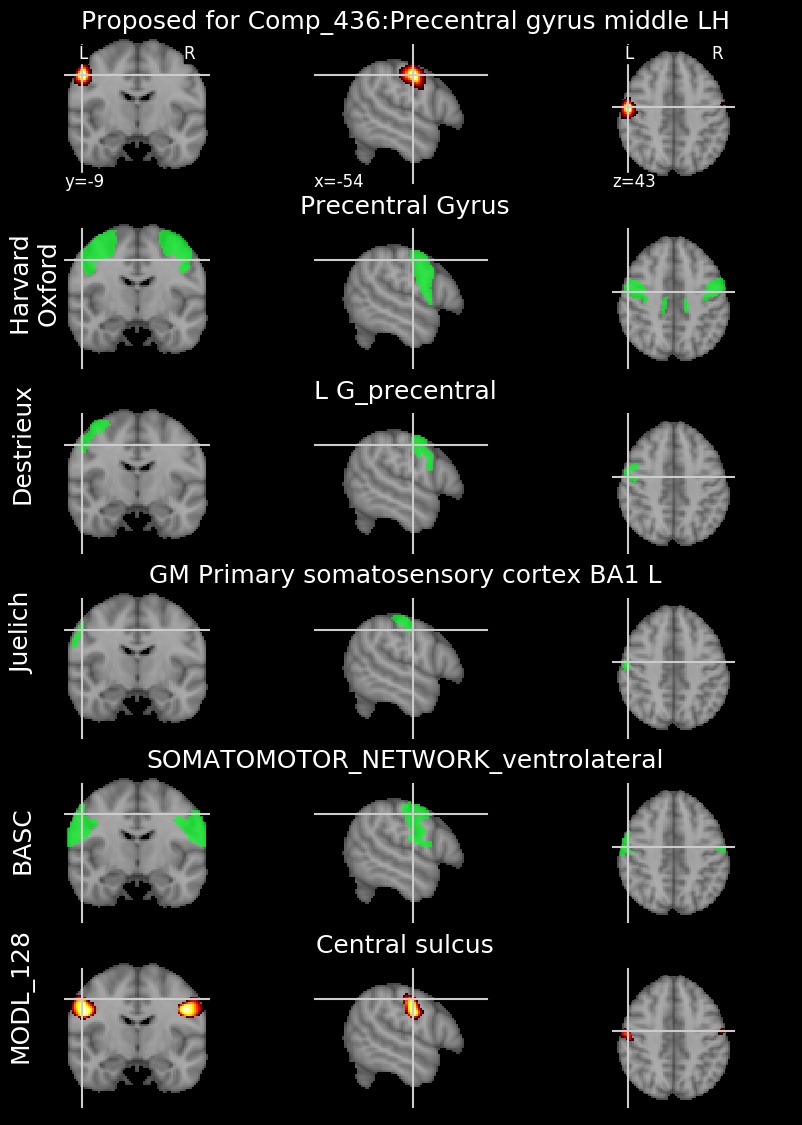 Proposed for Comp_436:Precentral gyrus middle LH
L R L R
y=-9 x=-54 z=43
Precentral Gyrus
Harvard
Oxford
L G_precentral
Destrieux
GM Primary somatosensory cortex BA1 L
Juelich
SOMATOMOTOR_NETWORK_ventrolateral
BASC
Central sulcus
MODL_128